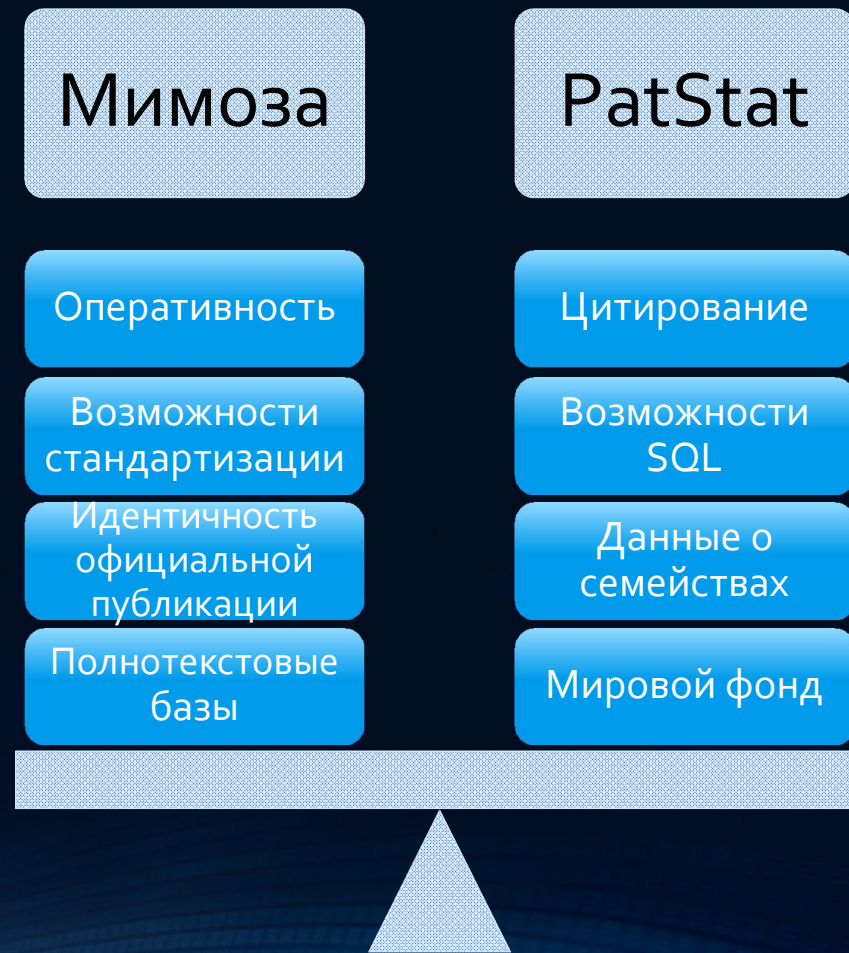 Мимоза
PatStat
Оперативность
Возможности
стандартизации
Идентичность
официальной
публикации
Полнотекстовые
базы
Цитирование
Возможности
SQL
Данные о
семействах
Мировой фонд